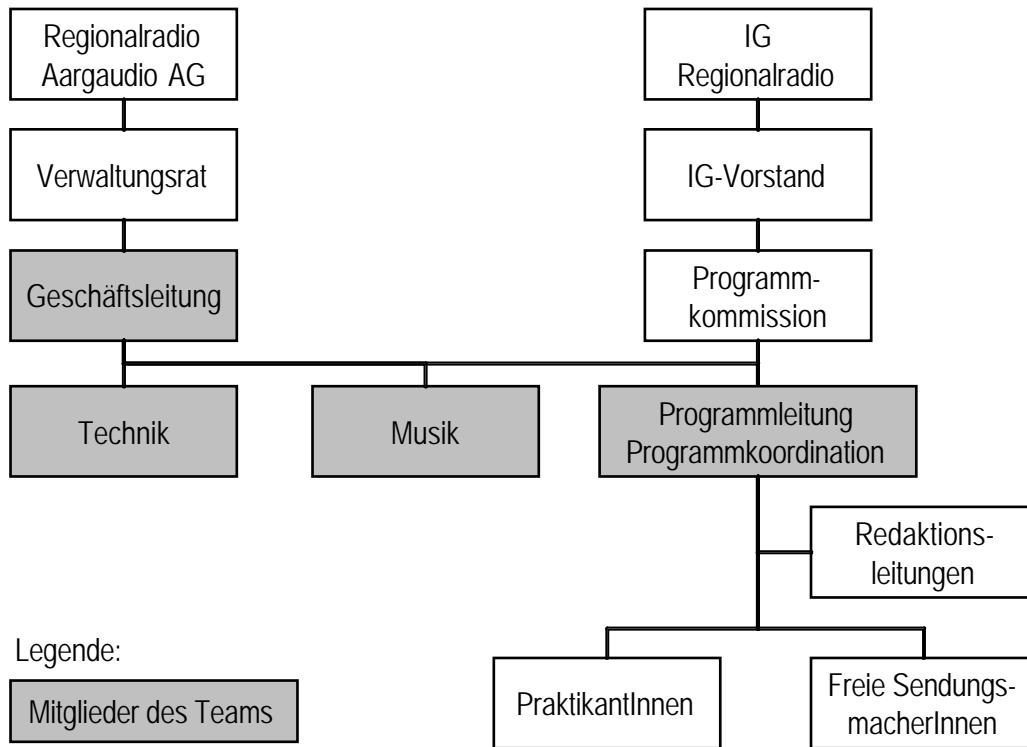 Regionalradio
Aargaudio AG
IG
Regionalradio
Verwaltungsrat
IG-Vorstand
Geschäftsleitung
Programm-
kommission
Technik
Musik
Programmleitung
Programmkoordination
Redaktions-
leitungen
Legende:
Mitglieder des Teams
PraktikantInnen
Freie Sendungs-
macherInnen